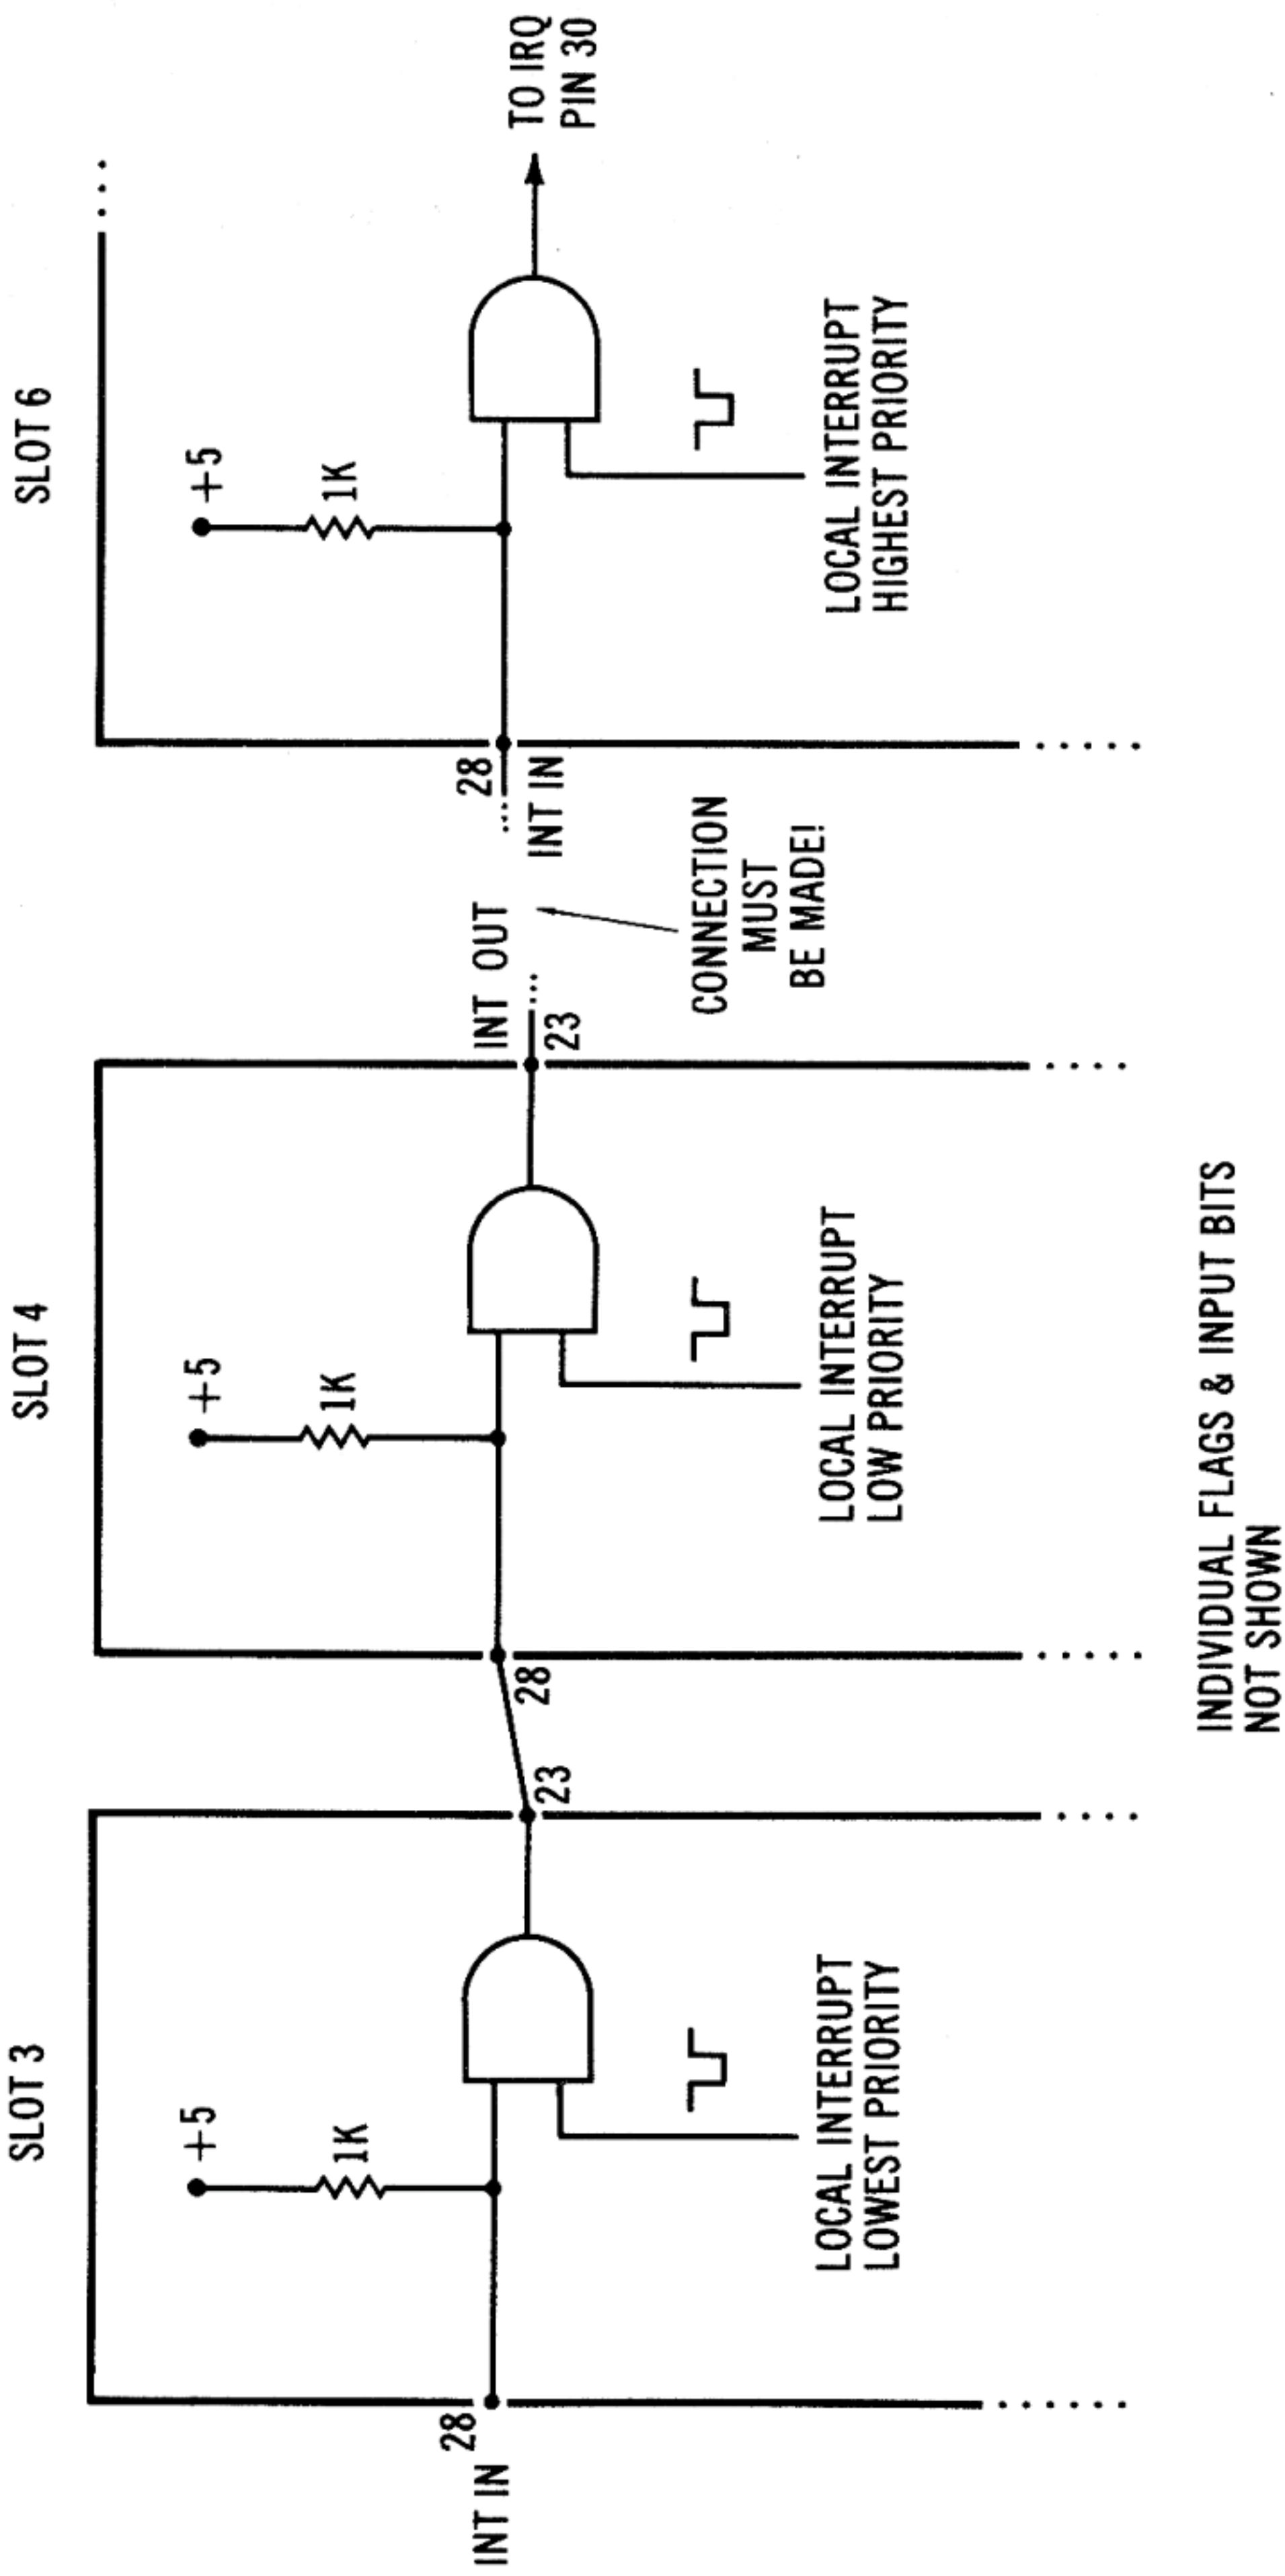 SLOT 3
+5
1K
28
INT IN
23
LOCAL INTERRUPT
LOWEST PRIORITY
SLOT 4
+5
1K
28
INT OUT
23
LOCAL INTERRUPT
LOW PRIORITY
CONNECTION
MUST
BE MADE!
SLOT 6
+5
1K
28
INT IN
TO IRQ
PIN 30
LOCAL INTERRUPT
HIGHEST PRIORITY
INDIVIDUAL FLAGS & INPUT BITS
NOT SHOWN